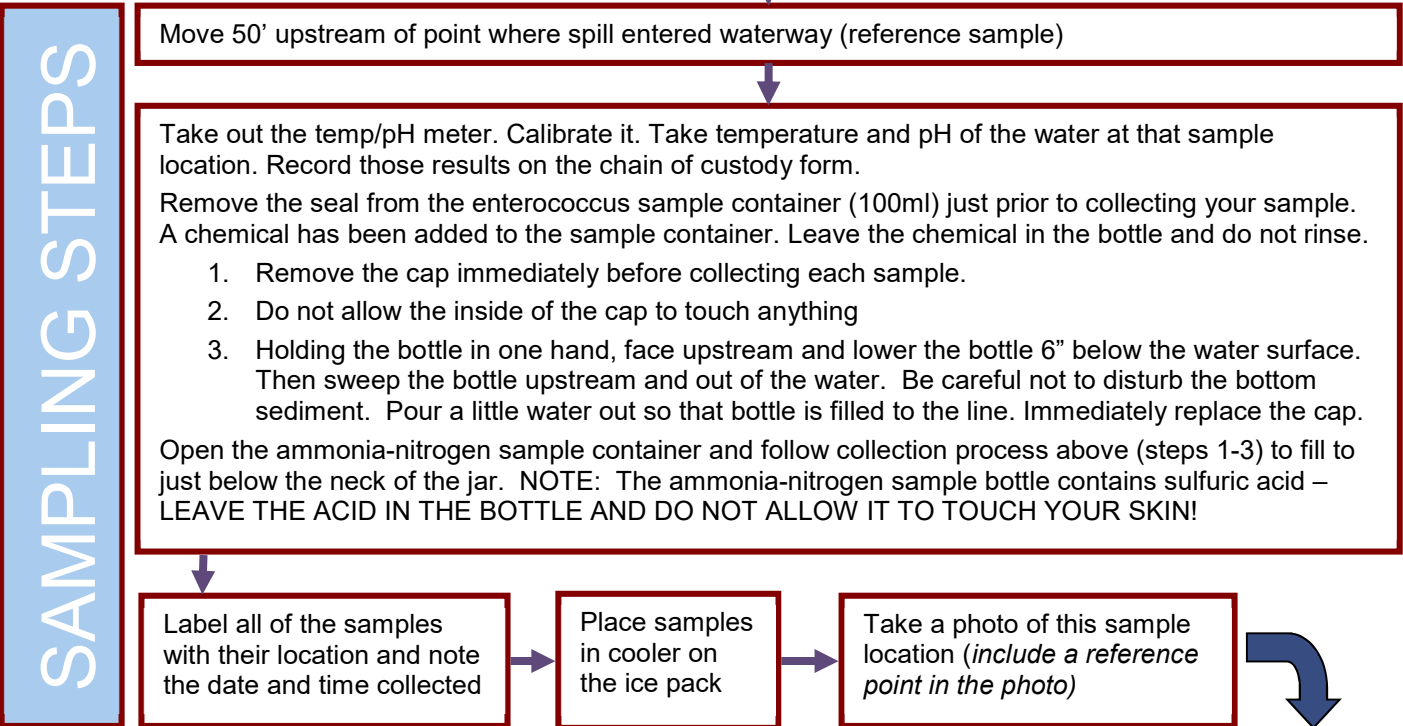 SAMPLING STEPS
Move 50’ upstream of point where spill entered waterway (reference sample)
Take out the temp/pH meter. Calibrate it. Take temperature and pH of the water at that sample
location. Record those results on the chain of custody form.
Remove the seal from the enterococcus sample container (100ml) just prior to collecting your sample.
A chemical has been added to the sample container. Leave the chemical in the bottle and do not rinse.
1. Remove the cap immediately before collecting each sample.
2. Do not allow the inside of the cap to touch anything
3. Holding the bottle in one hand, face upstream and lower the bottle 6” below the water surface.
Then sweep the bottle upstream and out of the water. Be careful not to disturb the bottom
sediment. Pour a little water out so that bottle is filled to the line. Immediately replace the cap.
Open the ammonia-nitrogen sample container and follow collection process above (steps 1-3) to fill to
just below the neck of the jar. NOTE: The ammonia-nitrogen sample bottle contains sulfuric acid –
LEAVE THE ACID IN THE BOTTLE AND DO NOT ALLOW IT TO TOUCH YOUR SKIN!
Label all of the samples
with their location and note
the date and time collected
Place samples
in cooler on
the ice pack
Take a photo of this sample
location (include a reference
point in the photo)